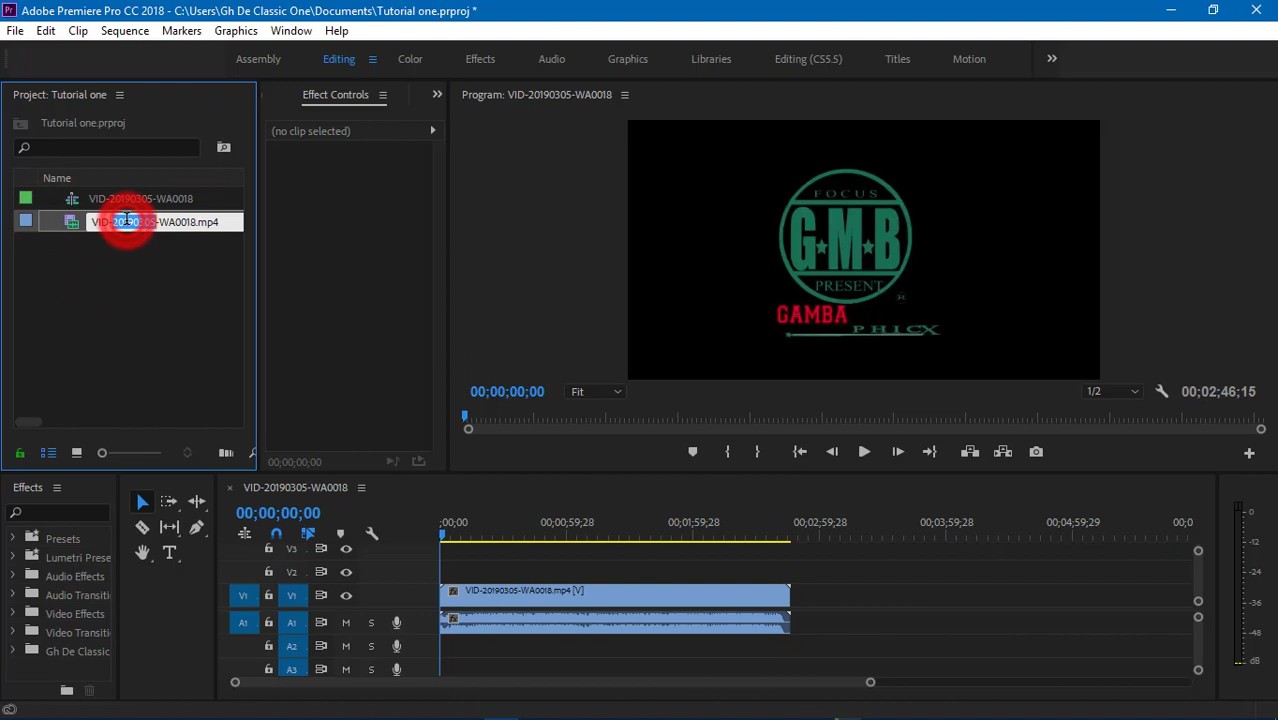 Pr Adobe Premiere Pro CC 2018 - C:\Users\Gh De Classic One\Documents\Tutorial one.prproj *
File Edit Clip Sequence Markers Graphics Window Help
Assembly Editing Color Effects Audio Graphics Libraries Editing (CS5.5) Titles Motion
Project: Tutorial one
Tutorial one.prproj
Name
VID-20190305-WA0018
VID-20190305-WA0018.mp4
Effect Controls
(no clip selected)
00;00;00;00
Program: VID-20190305-WA0018
FOCUS
G★M★B
PRESENT
GAMBA
PHICX
00;00;00;00 Fit 1/2 00;02;46;15
Effects
Presets
Lumetri Prese
Audio Effects
Audio Transiti
Video Effects
Video Transiti
Gh De Classic
VID-20190305-WA0018
00;00;00;00
;00;00 00;00;59;28 00;01;59;28 00;02;59;28 00;03;59;28 00;04;59;29 00;0
V3
V2
V1 V1 VID-20190305-WA0018.mp4 [V]
A1 A1 M S
A2 M S
A3 M S
0
-12
-24
-36
-48
dB